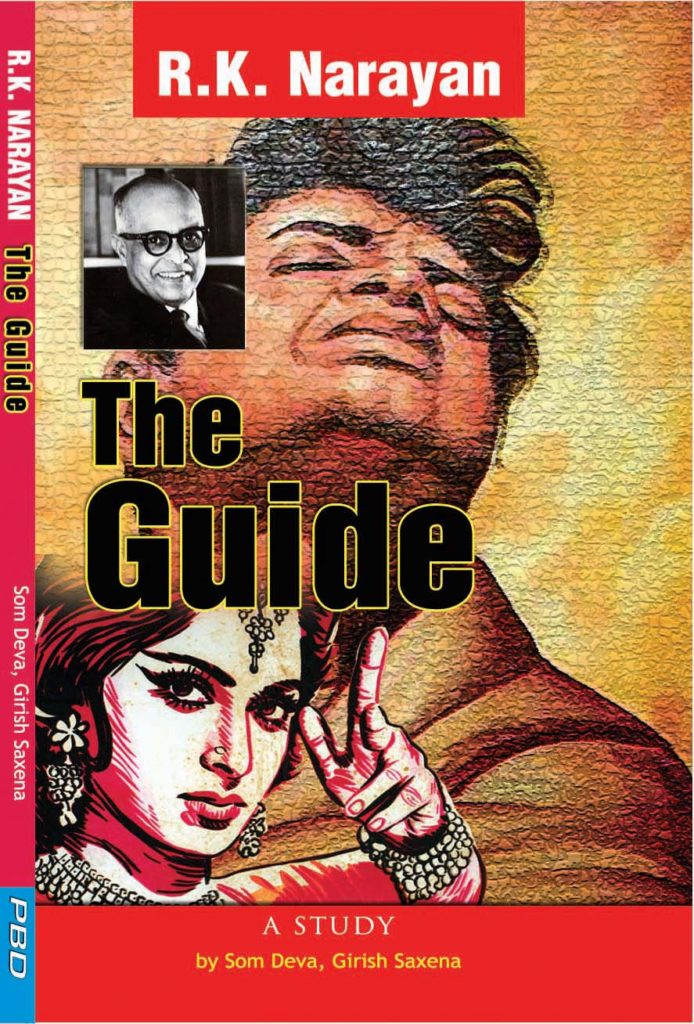 R.K. NARAYAN The Guide
Som Deva, Girish Saxena
PBD
R.K. Narayan
The
Guide
A STUDY
by Som Deva, Girish Saxena